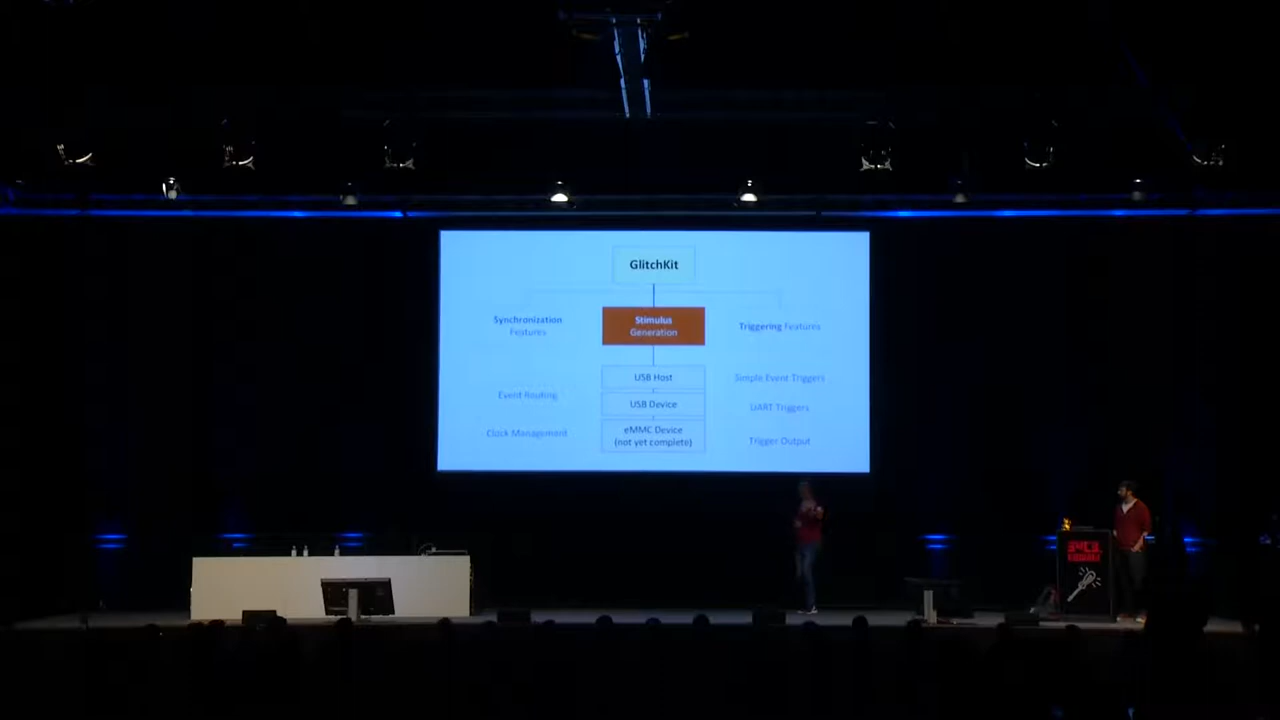 GlitchKit
Synchronization
Features
Stimulus
Generation
Triggering Features
Event Routing
Clock Management
USB Host
USB Device
eMMC Device
(not yet complete)
Simple Event Triggers
UART Triggers
Trigger Output
34C3